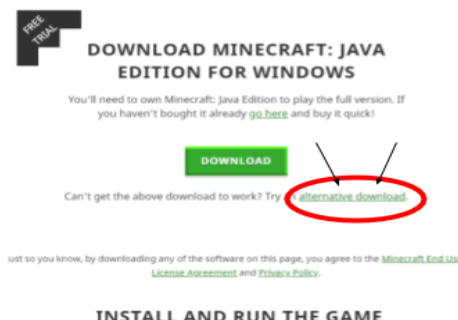 FREE
TRIAL
DOWNLOAD MINECRAFT: JAVA
EDITION FOR WINDOWS
You'll need to own Minecraft: Java Edition to play the full version. If
you haven't bought it already go here and buy it quick!
DOWNLOAD
Can't get the above download to work? Try alternative download.
ust so you know, by downloading any of the software on this page, you agree to the Minecraft End Us
License Agreement and Privacy Policy.
INSTALL AND RUN THE GAME